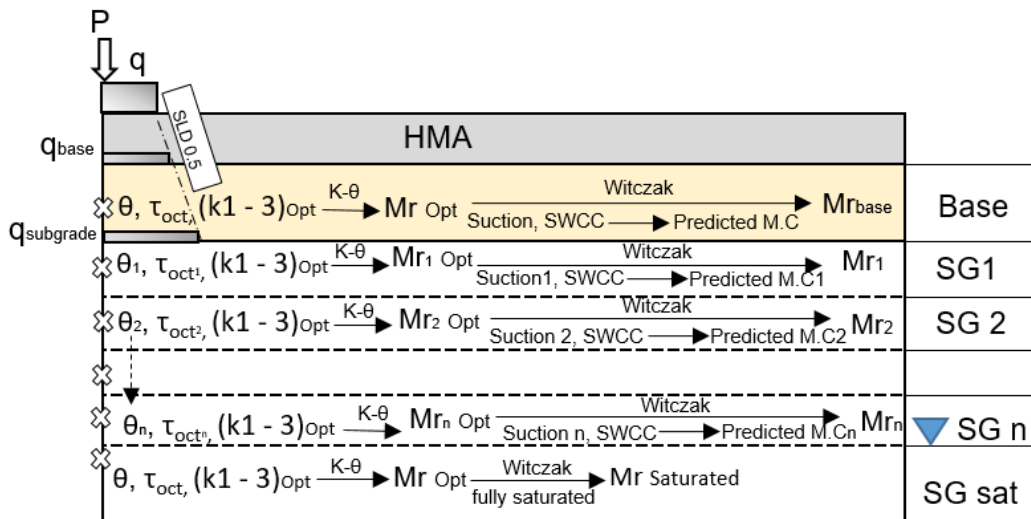 P
q
SLD 0.5
HMA
qbase
θ, τoct, (k1 - 3)Opt K-θ Mr Opt Witczak Suction, SWCC Predicted M.C Mrbase Base
qsubgrade
θ1, τoct1, (k1 - 3)Opt K-θ Mr1 Opt Witczak Suction1, SWCC Predicted M.C1 Mr1 SG1
θ2, τoct2, (k1 - 3)Opt K-θ Mr2 Opt Witczak Suction 2, SWCC Predicted M.C2 Mr2 SG 2
θn, τoctn, (k1 - 3)Opt K-θ Mrn Opt Witczak Suction n, SWCC Predicted M.Cn Mrn SG n
θ, τoct, (k1 - 3)Opt K-θ Mr Opt Witczak fully saturated Mr Saturated SG sat